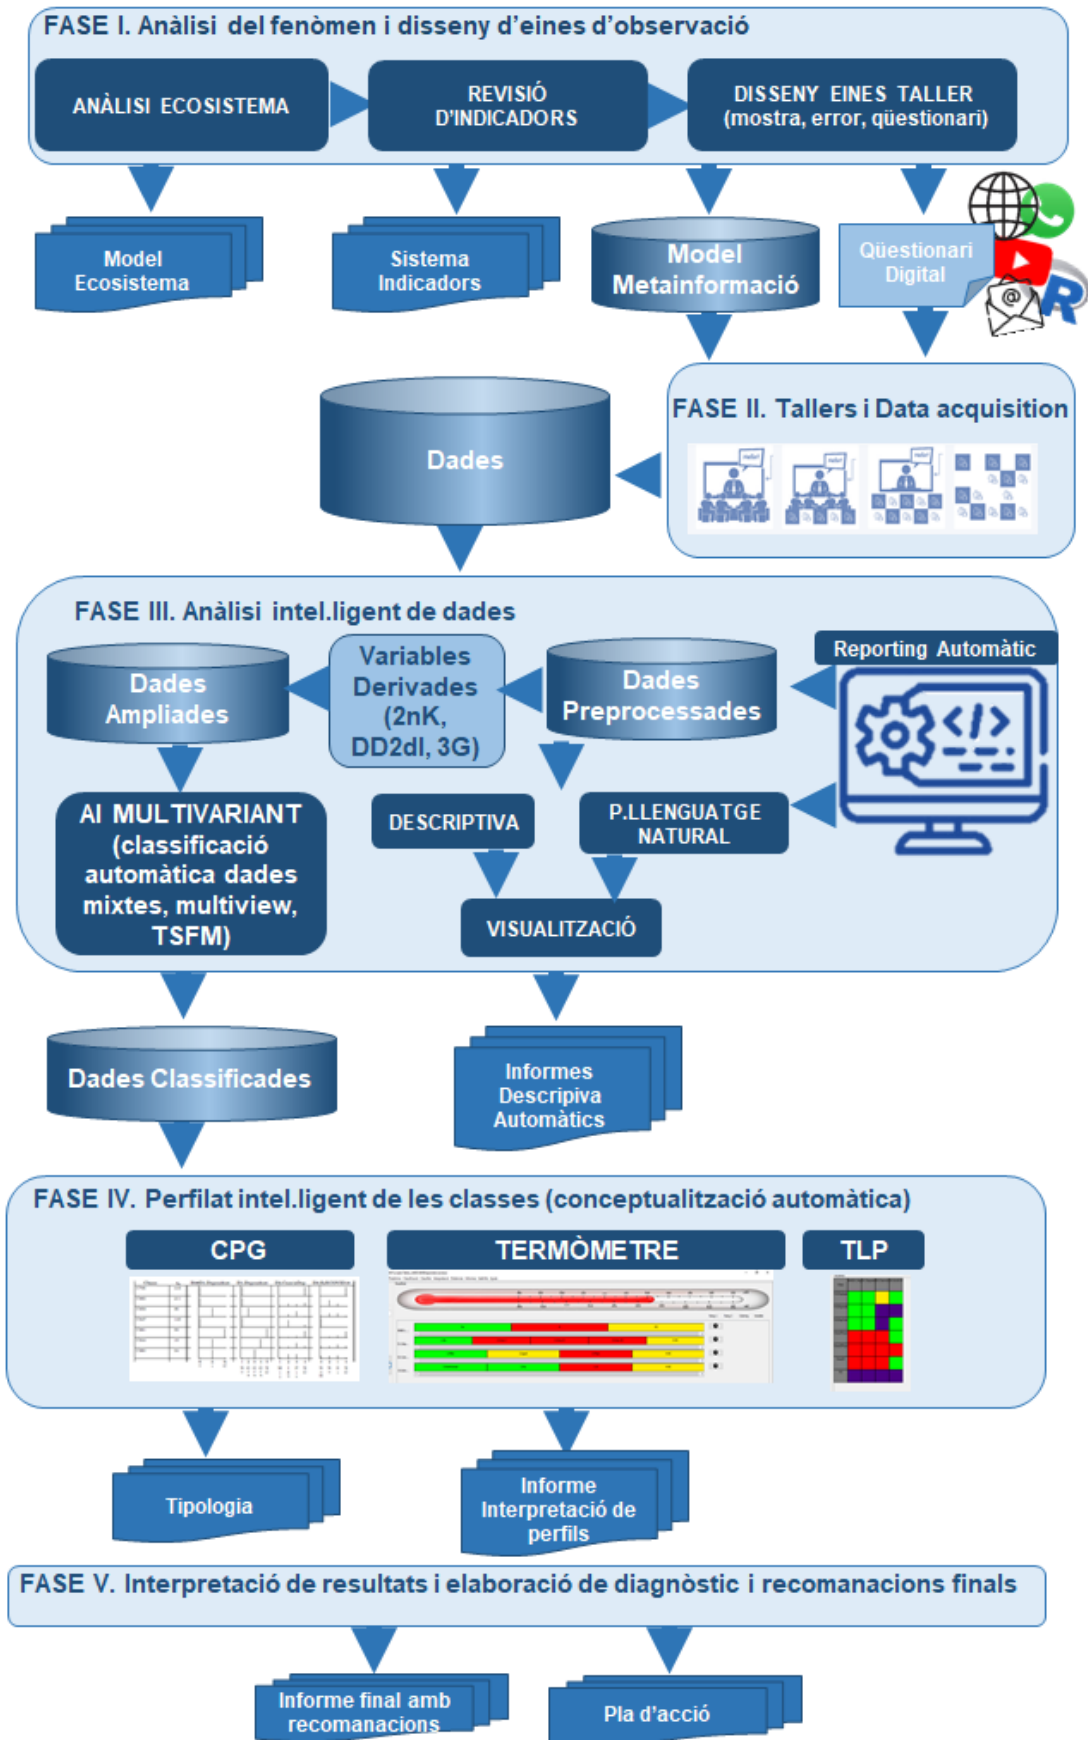 FASE I. Anàlisi del fenòmen i disseny d'eines d'observació
ANÀLISI ECOSISTEMA
REVISIÓ
D'INDICADORS
DISSENY EINES TALLER
(mostra, error, qüestionari)
Model
Ecosistema
Sistema
Indicadors
Model
Metainformació
Qüestionari
Digital
@
R
FASE II. Tallers i Data acquisition
Dades
FASE III. Anàlisi intel.ligent de dades
Reporting Automàtic
Dades
Ampliades
Variables
Derivades
(2nK,
DD2dl, 3G)
Dades
Preprocessades
</>
AI MULTIVARIANT
(classificació
automàtica dades
mixtes, multiview,
TSFM)
DESCRIPTIVA
P.LLENGUATGE
NATURAL
VISUALITZACIÓ
Dades Classificades
Informes
Descripiva
Automàtics
FASE IV. Perfilat intel.ligent de les classes (conceptualització automàtica)
CPG
TERMÒMETRE
TLP
Tipologia
Informe
Interpretació de
perfils
FASE V. Interpretació de resultats i elaboració de diagnòstic i recomanacions finals
Informe final amb
recomanacions
Pla d'acció